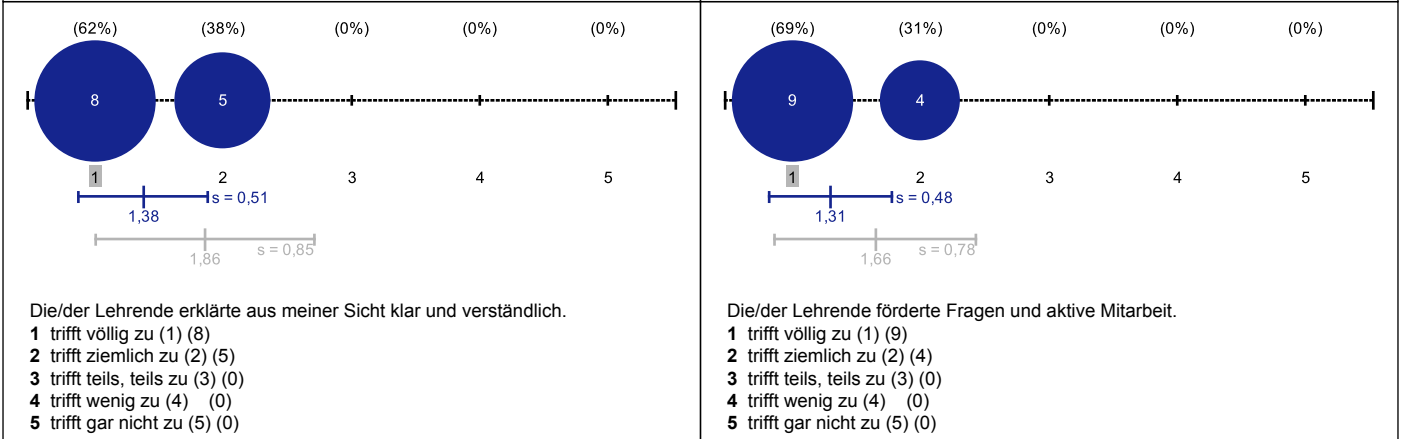 (62%) (38%) (0%) (0%) (0%)
8 5
1 2 3 4 5
s = 0,51
1,38
s = 0,85
1,86
Die/der Lehrende erklärte aus meiner Sicht klar und verständlich.
1 trifft völlig zu (1) (8)
2 trifft ziemlich zu (2) (5)
3 trifft teils, teils zu (3) (0)
4 trifft wenig zu (4) (0)
5 trifft gar nicht zu (5) (0)
(69%) (31%) (0%) (0%) (0%)
9 4
1 2 3 4 5
s = 0,48
1,31
s = 0,78
1,66
Die/der Lehrende förderte Fragen und aktive Mitarbeit.
1 trifft völlig zu (1) (9)
2 trifft ziemlich zu (2) (4)
3 trifft teils, teils zu (3) (0)
4 trifft wenig zu (4) (0)
5 trifft gar nicht zu (5) (0)